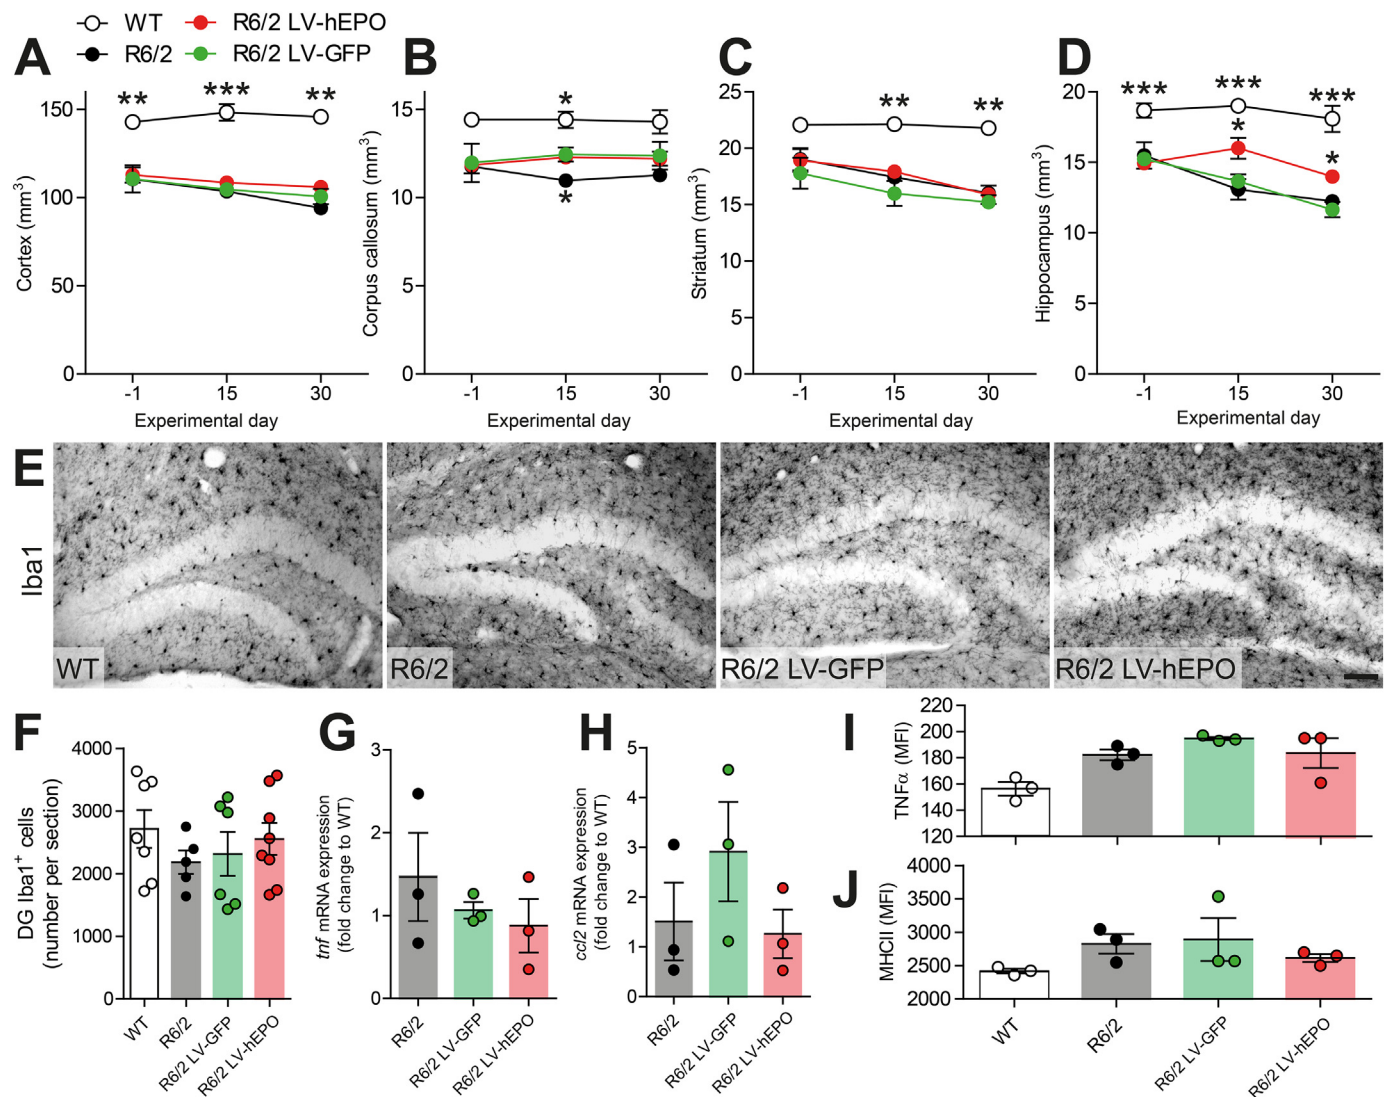 WT
R6/2 LV-hEPO
R6/2
R6/2 LV-GFP
A
Cortex (mm³)
150
100
50
0
** *** **
-1 15 30
Experimental day
B
Corpus callosum (mm³)
15
10
5
0
*
*
-1 15 30
Experimental day
C
Striatum (mm³)
25
20
15
10
5
0
** **
-1 15 30
Experimental day
D
Hippocampus (mm³)
20
15
10
5
0
*** *** ***
* *
-1 15 30
Experimental day
E
Iba1
WT
R6/2
R6/2 LV-GFP
R6/2 LV-hEPO
F
DG Iba1⁺ cells
(number per section)
4000
3000
2000
1000
0
WT
R6/2
R6/2 LV-GFP
R6/2 LV-hEPO
G
tnf mRNA expression
(fold change to WT)
3
2
1
0
R6/2
R6/2 LV-GFP
R6/2 LV-hEPO
H
ccl2 mRNA expression
(fold change to WT)
5
4
3
2
1
0
R6/2
R6/2 LV-GFP
R6/2 LV-hEPO
I
TNFα (MFI)
220
200
180
160
140
120
J
MHCII (MFI)
4000
3500
3000
2500
2000
WT
R6/2
R6/2 LV-GFP
R6/2 LV-hEPO